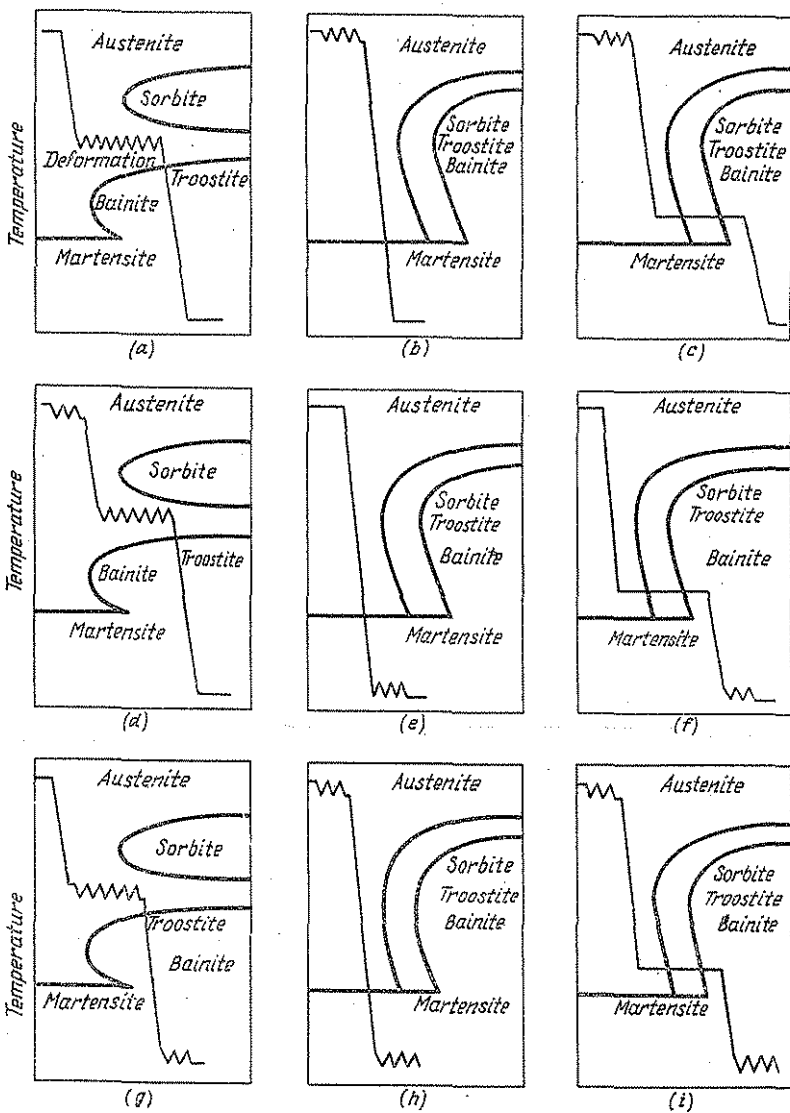 Temperature
Austenite
Sorbite
Deformation
Troostite
Bainite
Martensite
(a)
Austenite
Sorbite
Troostite
Bainite
Martensite
(b)
Austenite
Sorbite
Troostite
Bainite
Martensite
(c)
Temperature
Austenite
Sorbite
Troostite
Bainite
Martensite
(d)
Austenite
Sorbite
Troostite
Bainite
Martensite
(e)
Austenite
Sorbite
Troostite
Bainite
Martensite
(f)
Temperature
Austenite
Sorbite
Troostite
Bainite
Martensite
(g)
Austenite
Sorbite
Troostite
Bainite
Martensite
(h)
Austenite
Sorbite
Troostite
Bainite
Martensite
(i)